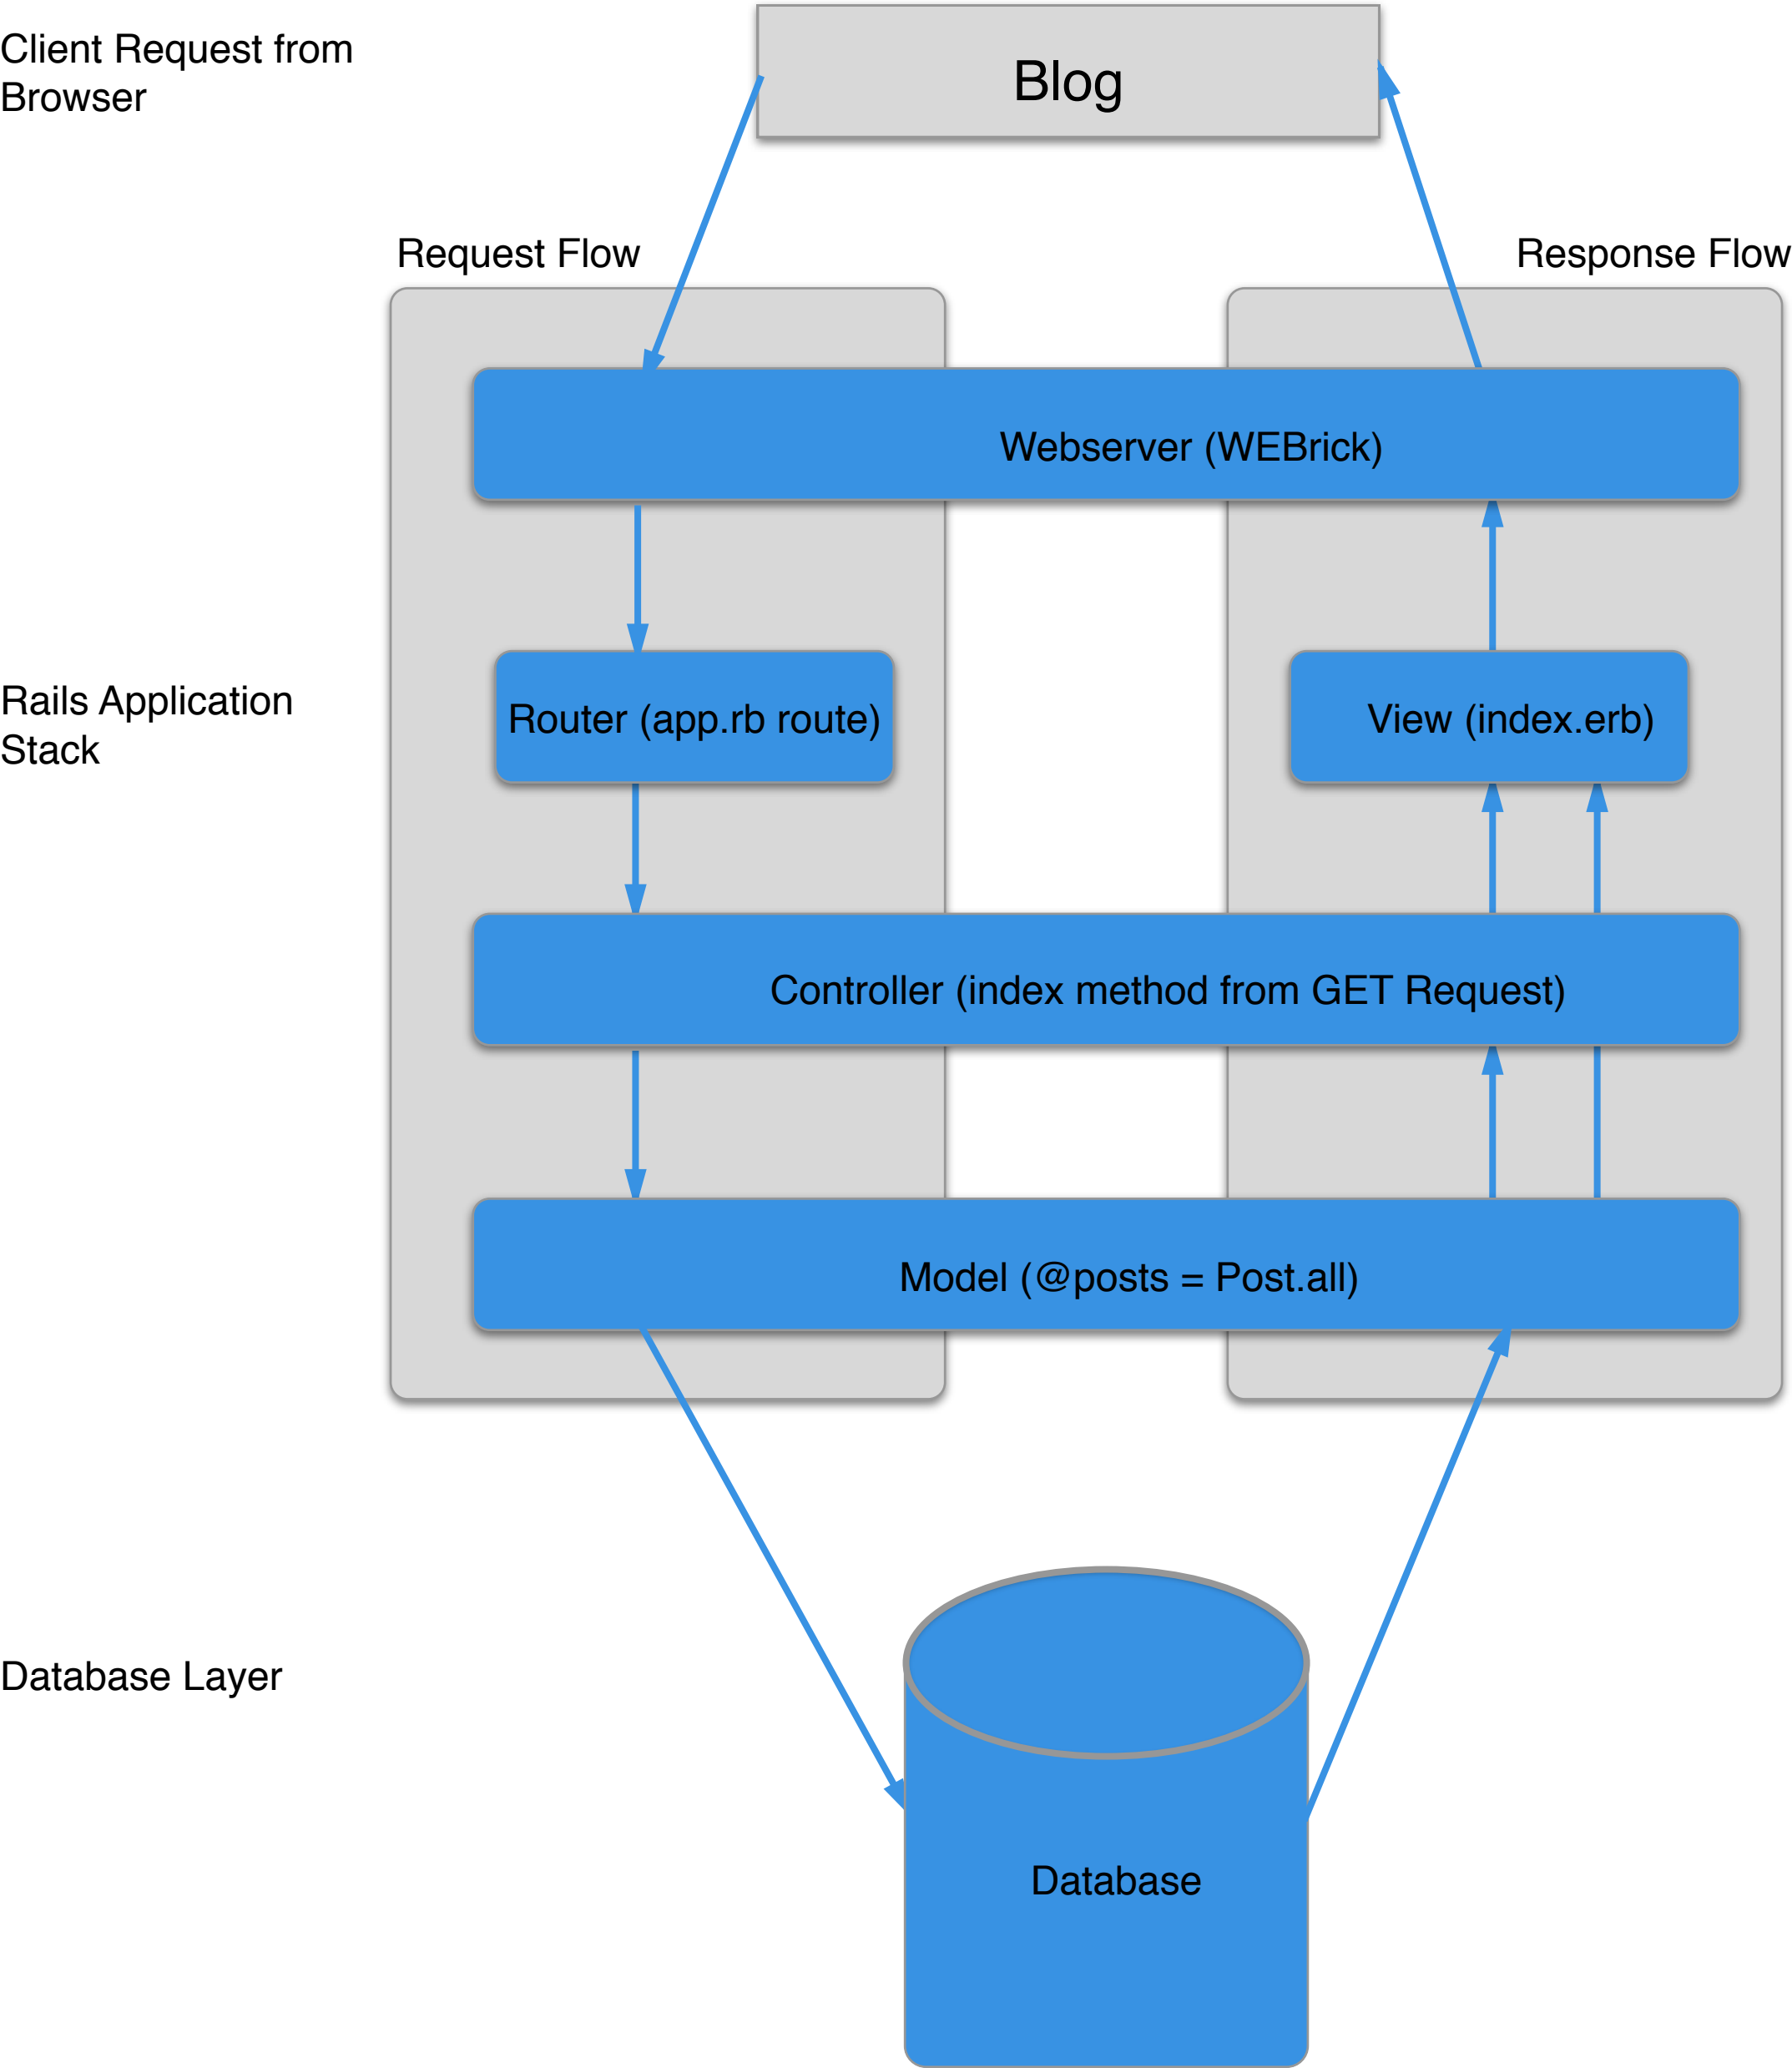 Client Request from
Browser
Blog
Request Flow
Response Flow
Webserver (WEBrick)
Rails Application
Stack
Router (app.rb route)
View (index.erb)
Controller (index method from GET Request)
Model (@posts = Post.all)
Database Layer
Database